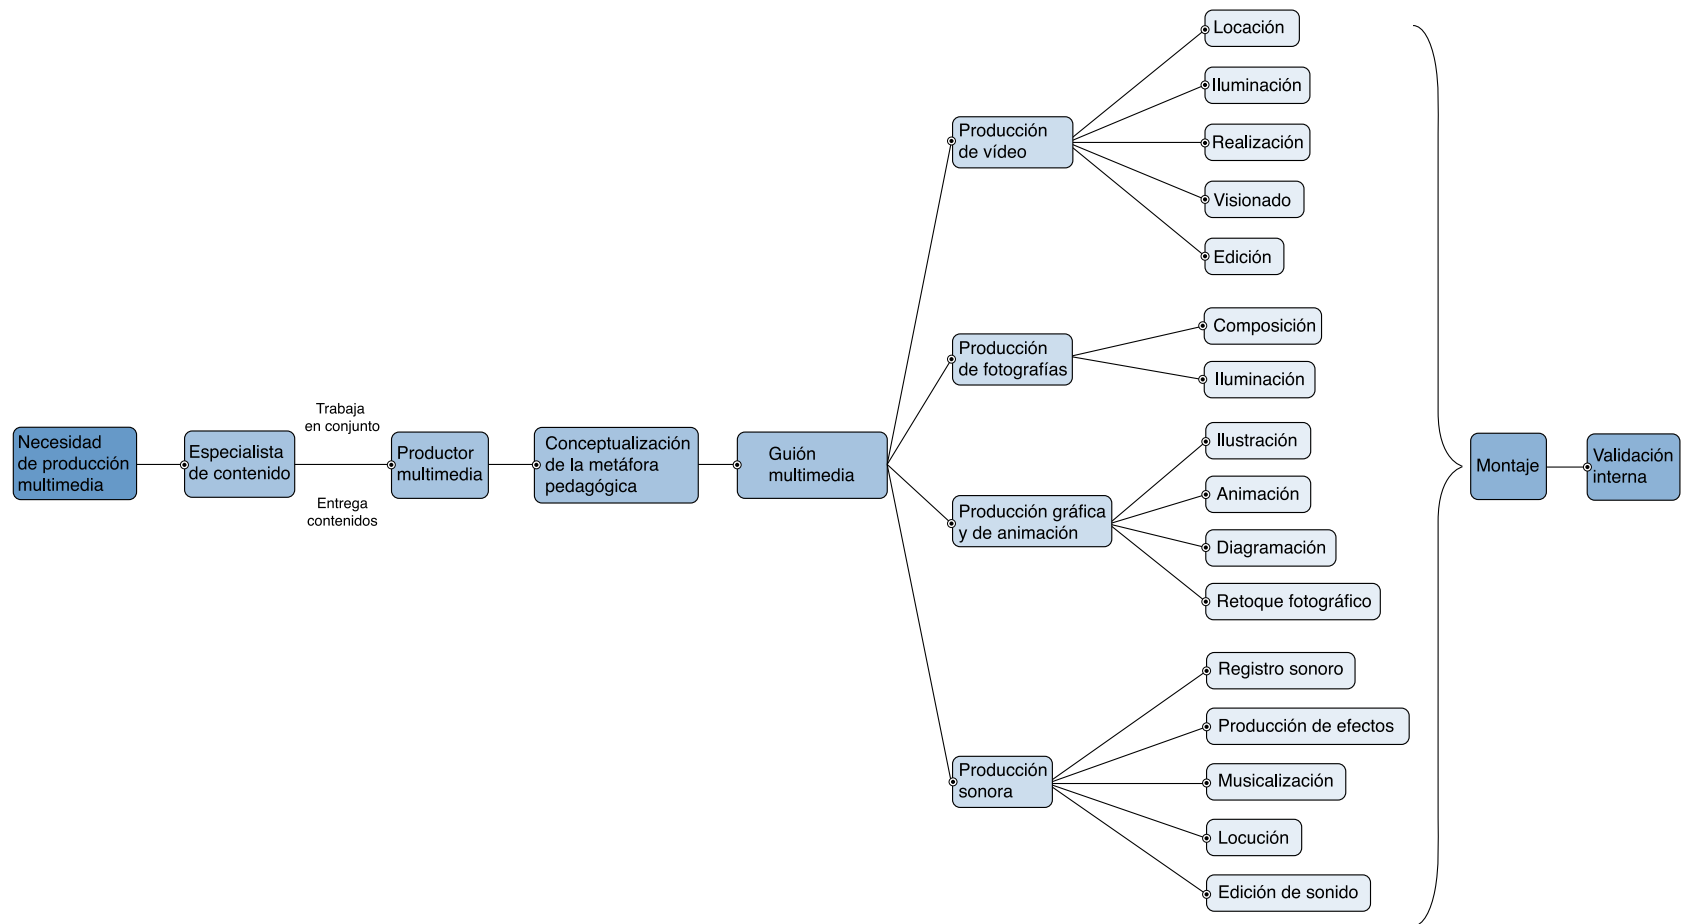 Necesidad
de producción
multimedia
Especialista
de contenido
Trabaja
en conjunto
Entrega
contenidos
Productor
multimedia
Conceptualización
de la metáfora
pedagógica
Guión
multimedia
Producción
de vídeo
Locación
Iluminación
Realización
Visionado
Edición
Producción
de fotografías
Composición
Iluminación
Producción gráfica
y de animación
Ilustración
Animación
Diagramación
Retoque fotográfico
Producción
sonora
Registro sonoro
Producción de efectos
Musicalización
Locución
Edición de sonido
Montaje
Validación
interna